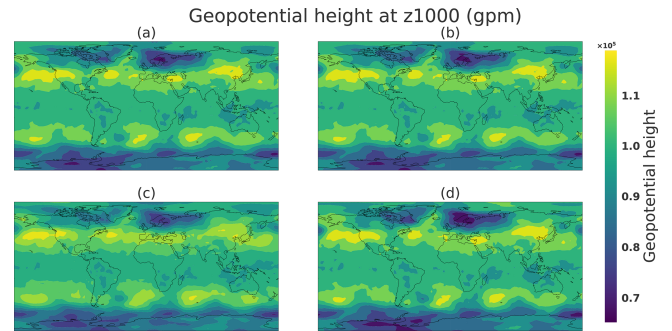 Geopotential height at z1000 (gpm)
(a)
(b)
×10⁵
1.1
1.0
0.9
0.8
0.7
Geopotential height
(c)
(d)